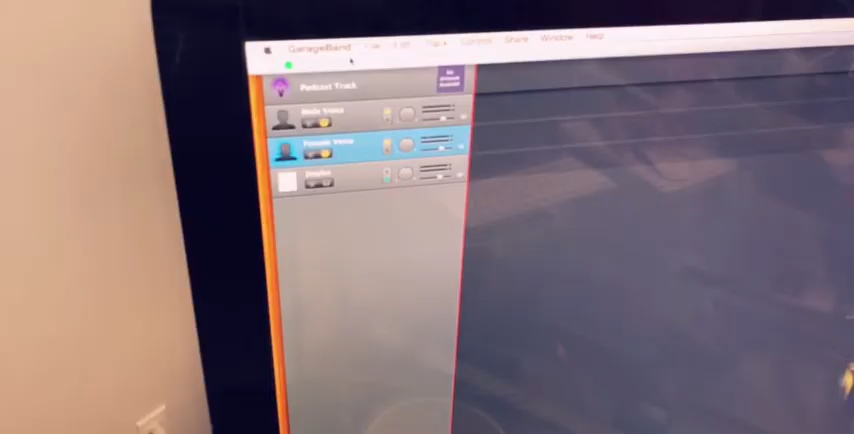 GarageBand File Edit Track Control Share Window Help
Podcast Track
Male Voice
Female Voice
Jingles